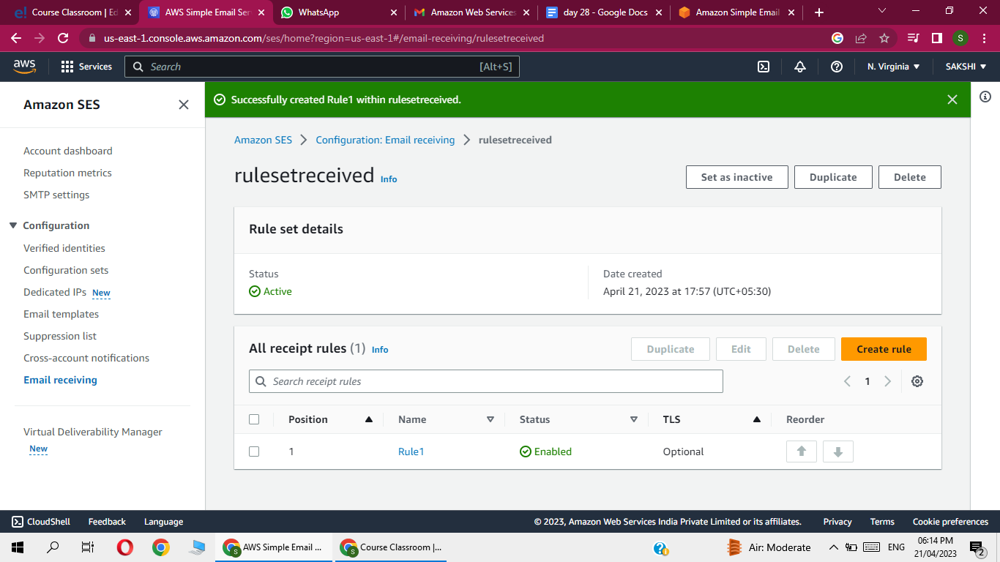 e! Course Classroom | Ed
AWS Simple Email Ser
WhatsApp
Amazon Web Services
day 28 - Google Docs
Amazon Simple Email
us-east-1.console.aws.amazon.com/ses/home?region=us-east-1#/email-receiving/rulesetreceived
S
aws
Services
Search
[Alt+S]
N. Virginia
SAKSHI
Amazon SES
Account dashboard
Reputation metrics
SMTP settings
Configuration
Verified identities
Configuration sets
Dedicated IPs New
Email templates
Suppression list
Cross-account notifications
Email receiving
Virtual Deliverability Manager
New
Successfully created Rule1 within rulesetreceived.
Amazon SES > Configuration: Email receiving > rulesetreceived
rulesetreceived Info
Set as inactive
Duplicate
Delete
Rule set details
Status
Active
Date created
April 21, 2023 at 17:57 (UTC+05:30)
All receipt rules (1) Info
Duplicate
Edit
Delete
Create rule
Search receipt rules
1
Position Name Status TLS Reorder
1 Rule1 Enabled Optional
CloudShell Feedback Language
© 2023, Amazon Web Services India Private Limited or its affiliates. Privacy Terms Cookie preferences
S AWS Simple Email ...
S Course Classroom |...
Air: Moderate
ENG
06:14 PM
21/04/2023
2